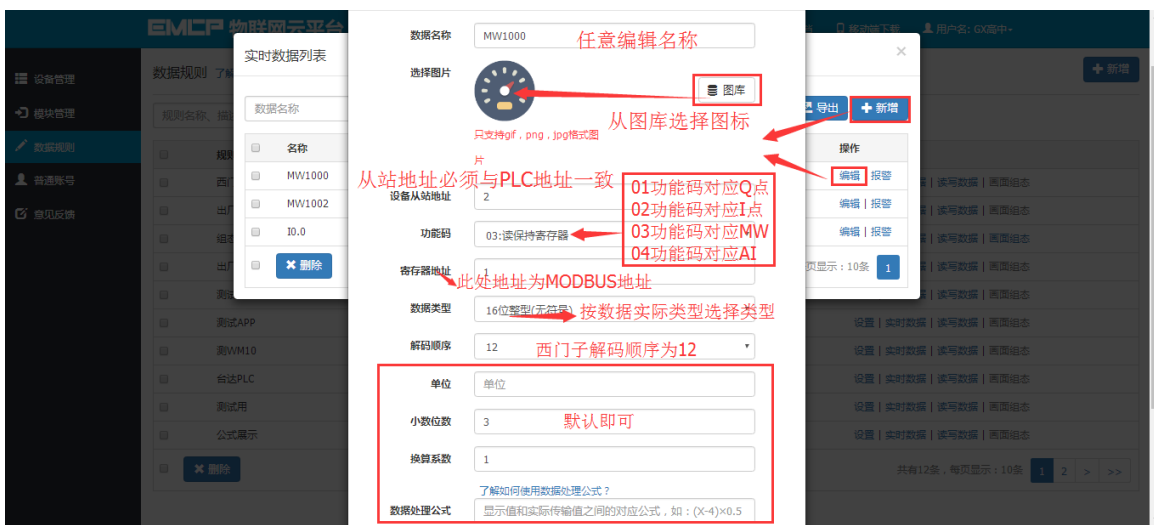 EMCP 物联网云平台
移动端下载
用户名: GX高中
设备管理
模块管理
数据规则
普通账号
意见反馈
数据规则
新增
实时数据列表
×
数据名称
导出
新增
名称
操作
MW1000
编辑 报警
MW1002
编辑 | 报警
I0.0
编辑 | 报警
删除
页显示：10条 1
数据名称
MW1000
任意编辑名称
选择图片
图库
从图库选择图标
只支持gif，png，jpg格式图
片
从站地址必须与PLC地址一致
设备从站地址
2
01功能码对应Q点
02功能码对应I点
03功能码对应MW
04功能码对应AI
功能码
03:读保持寄存器
寄存器地址
1
此处地址为MODBUS地址
数据类型
16位整型(无符号)
按数据实际类型选择类型
解码顺序
12
西门子解码顺序为12
单位
单位
小数位数
3
默认即可
换算系数
1
了解如何使用数据处理公式？
数据处理公式
显示值和实际传输值之间的对应公式，如：(X-4)×0.5
测试APP
设置 | 实时数据 | 读写数据 | 画面组态
测WM10
设置 | 实时数据 | 读写数据 | 画面组态
台达PLC
设置 | 实时数据 | 读写数据 | 画面组态
测试用
设置 | 实时数据 | 读写数据 | 画面组态
公式展示
设置 | 实时数据 | 读写数据 | 画面组态
删除
共有12条，每页显示：10条 1 2 > >>